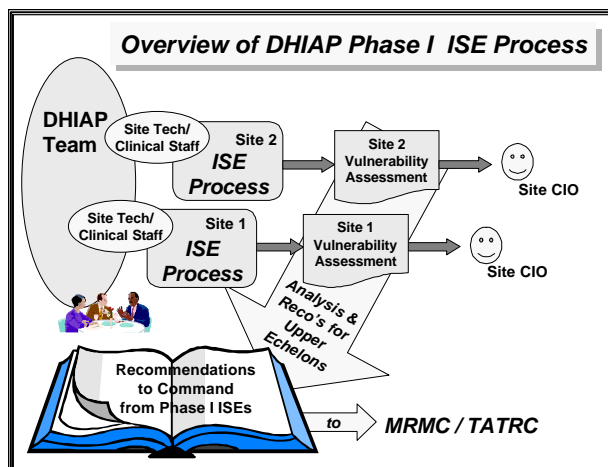 Overview of DHIAP Phase I ISE Process
DHIAP
Team
Site Tech/
Clinical Staff
Site 2
ISE
Process
Site 2
Vulnerability
Assessment
Site CIO
Site Tech/
Clinical Staff
Site 1
ISE
Process
Site 1
Vulnerability
Assessment
Site CIO
Analysis &
Reco's for
Upper
Echelons
Recommendations
to Command
from Phase I ISEs
to
MRMC / TATRC